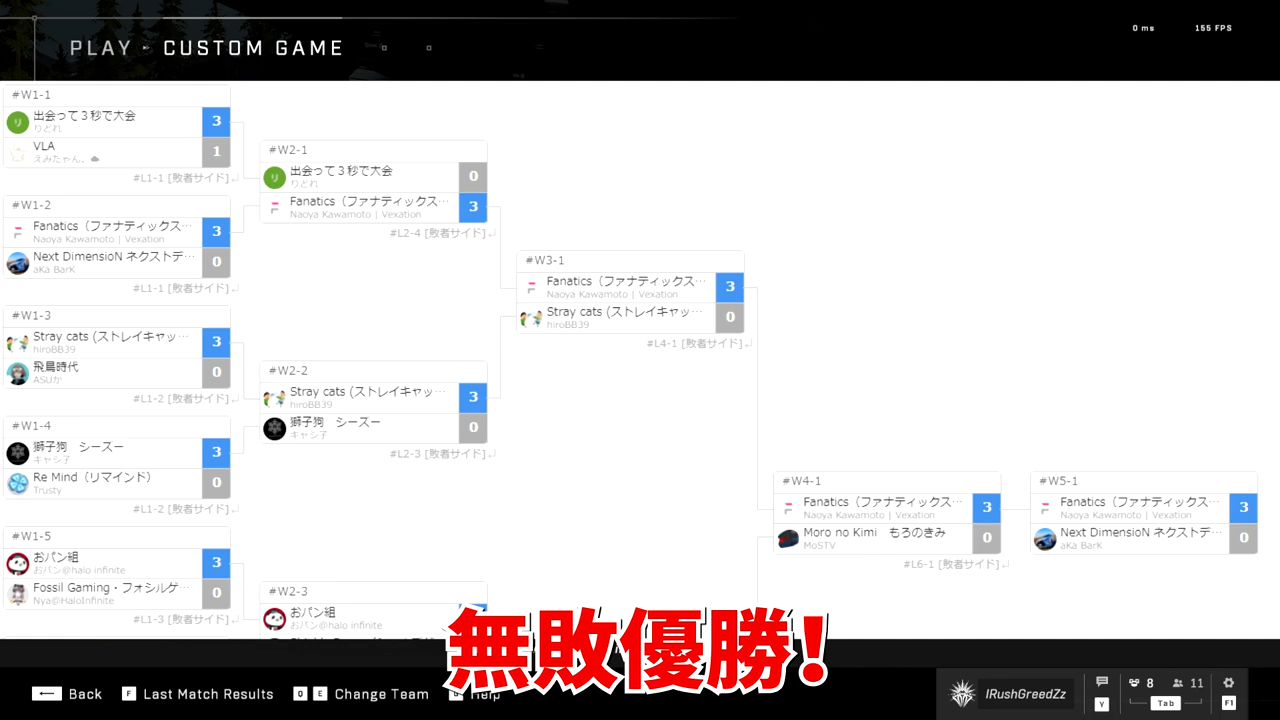 PLAY CUSTOM GAME
0 ms 155 FPS
#W1-1
出会って3秒で大会 3
りどれ
VLA 1
えみたゃん。☁
#L1-1 [敗者サイド]
#W1-2
Fanatics（ファナティックス… 3
Naoya Kawamoto | Vexation
Next DimensioN ネクストデ… 0
aKa BarK
#L1-1 [敗者サイド]
#W1-3
Stray cats (ストレイキャッ… 3
hiroBB39
飛鳥時代 0
ASUか
#L1-2 [敗者サイド]
#W1-4
獅子狗　シーズー 3
キャシ子
Re Mind（リマインド） 0
Trusty
#L1-2 [敗者サイド]
#W1-5
おパン組 3
おパン@halo infinite
Fossil Gaming・フォシルゲ… 0
Nya@HaloInfinite
#L1-3 [敗者サイド]
#W2-1
出会って3秒で大会 0
りどれ
Fanatics（ファナティックス… 3
Naoya Kawamoto | Vexation
#L2-4 [敗者サイド]
#W2-2
Stray cats (ストレイキャッ… 3
hiroBB39
獅子狗　シーズー 0
キャシ子
#L2-3 [敗者サイド]
#W2-3
おパン組
おパン@halo infinite
#W3-1
Fanatics（ファナティックス… 3
Naoya Kawamoto | Vexation
Stray cats (ストレイキャッ… 0
hiroBB39
#L4-1 [敗者サイド]
#W4-1
Fanatics（ファナティックス… 3
Naoya Kawamoto | Vexation
Moro no Kimi　もろのきみ 0
MoSTV
#L6-1 [敗者サイド]
#W5-1
Fanatics（ファナティックス… 3
Naoya Kawamoto | Vexation
Next DimensioN ネクストデ… 0
aKa BarK
無敗優勝!
Back F Last Match Results Q E Change Team Help
IRushGreedZz Y 8 11 Tab F1